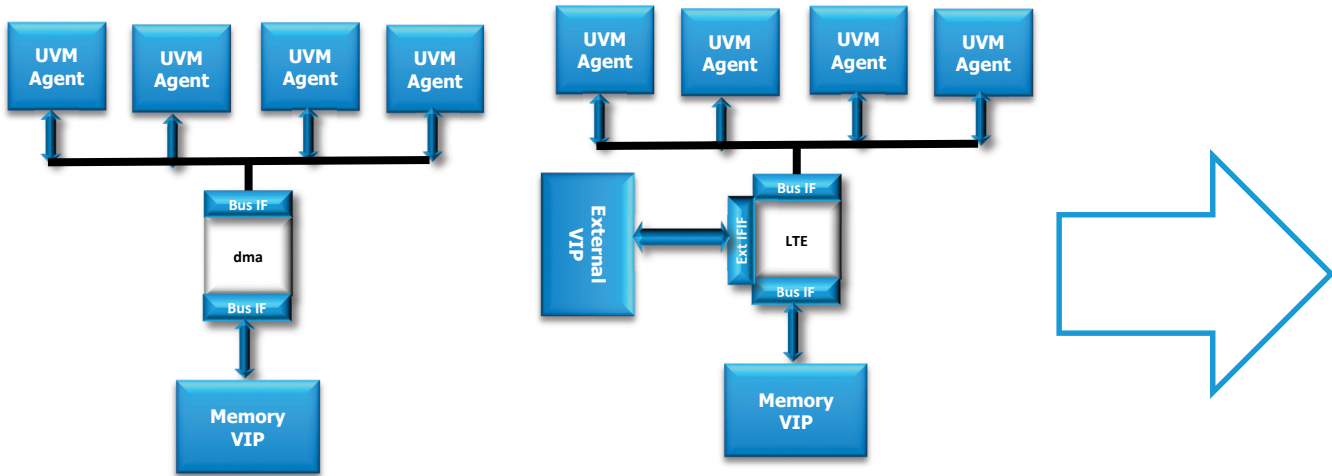 UVM
Agent
UVM
Agent
UVM
Agent
UVM
Agent
Bus IF
dma
Bus IF
Memory
VIP
UVM
Agent
UVM
Agent
UVM
Agent
UVM
Agent
External
VIP
Ext IFIF
Bus IF
LTE
Bus IF
Memory
VIP